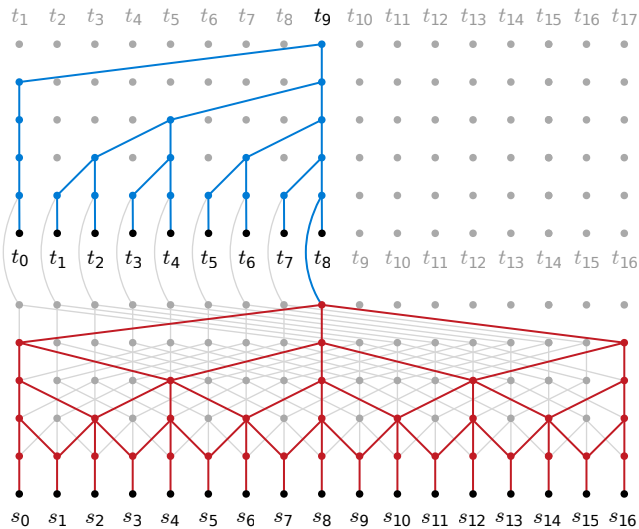 t₁ t₂ t₃ t₄ t₅ t₆ t₇ t₈ t₉ t₁₀ t₁₁ t₁₂ t₁₃ t₁₄ t₁₅ t₁₆ t₁₇
t₀ t₁ t₂ t₃ t₄ t₅ t₆ t₇ t₈ t₉ t₁₀ t₁₁ t₁₂ t₁₃ t₁₄ t₁₅ t₁₆
s₀ s₁ s₂ s₃ s₄ s₅ s₆ s₇ s₈ s₉ s₁₀ s₁₁ s₁₂ s₁₃ s₁₄ s₁₅ s₁₆